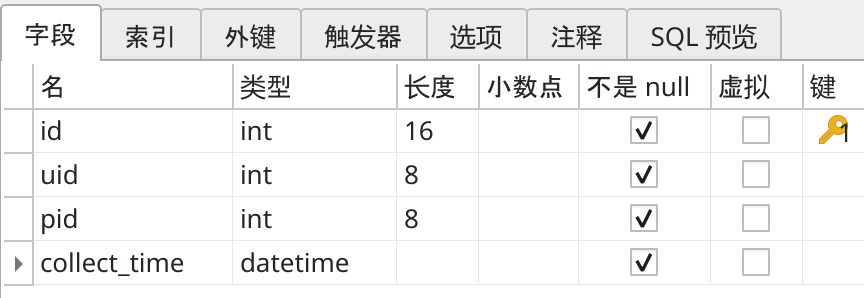 字段 索引 外键 触发器 选项 注释 SQL 预览
名 类型 长度 小数点 不是 null 虚拟 键
id int 16 1
uid int 8
pid int 8
collect_time datetime